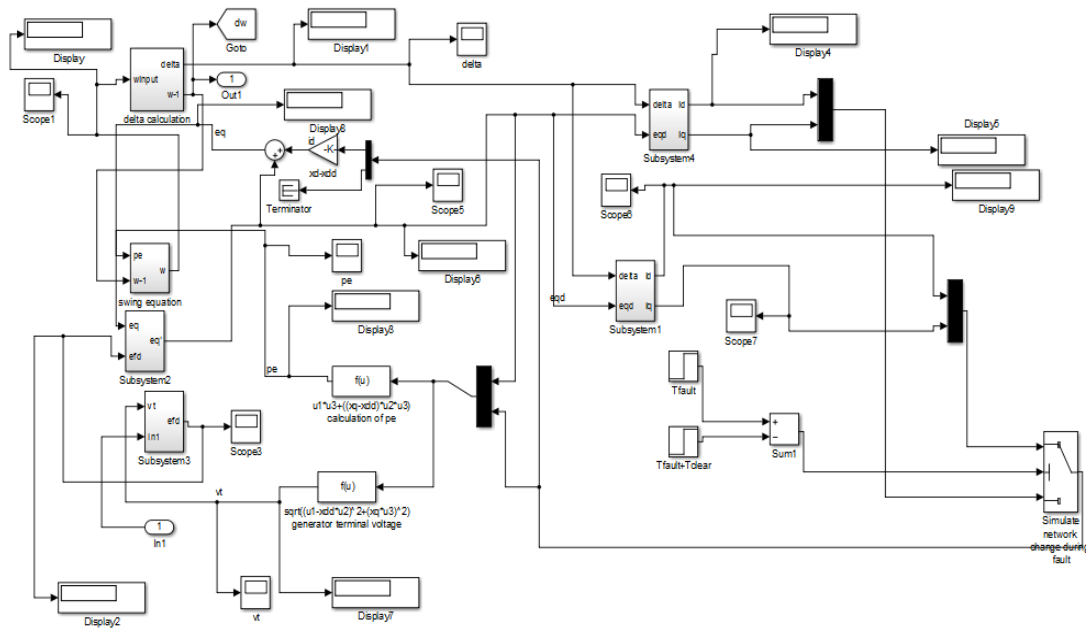 dw
Goto
Display
Display1
delta
Display4
winput
delta
w-1
delta calculation
1
Out1
Scope1
Display8
eq
id
-K-
xd-xdd
+
+
Terminator
Scope5
delta
Id
eqd
Iq
Subsystem4
Display5
Scope6
Display9
pe
w
w-1
swing equation
pe
Display6
delta
Id
eqd
Iq
Subsystem1
eqd
eq
eq'
efd
Subsystem2
Display3
Scope7
pe
f(u)
u1*u3+((xq-xdd)*u2*u3)
calculation of pe
Tfault
vt
efd
In1
Subsystem3
Scope3
+
−
Sum1
Tfault+Tclear
vt
f(u)
sqrt((u1-xdd*u2)^2+(xq*u3)^2)
generator terminal voltage
Simulate
network
change during
fault
1
In1
Display2
vt
Display7